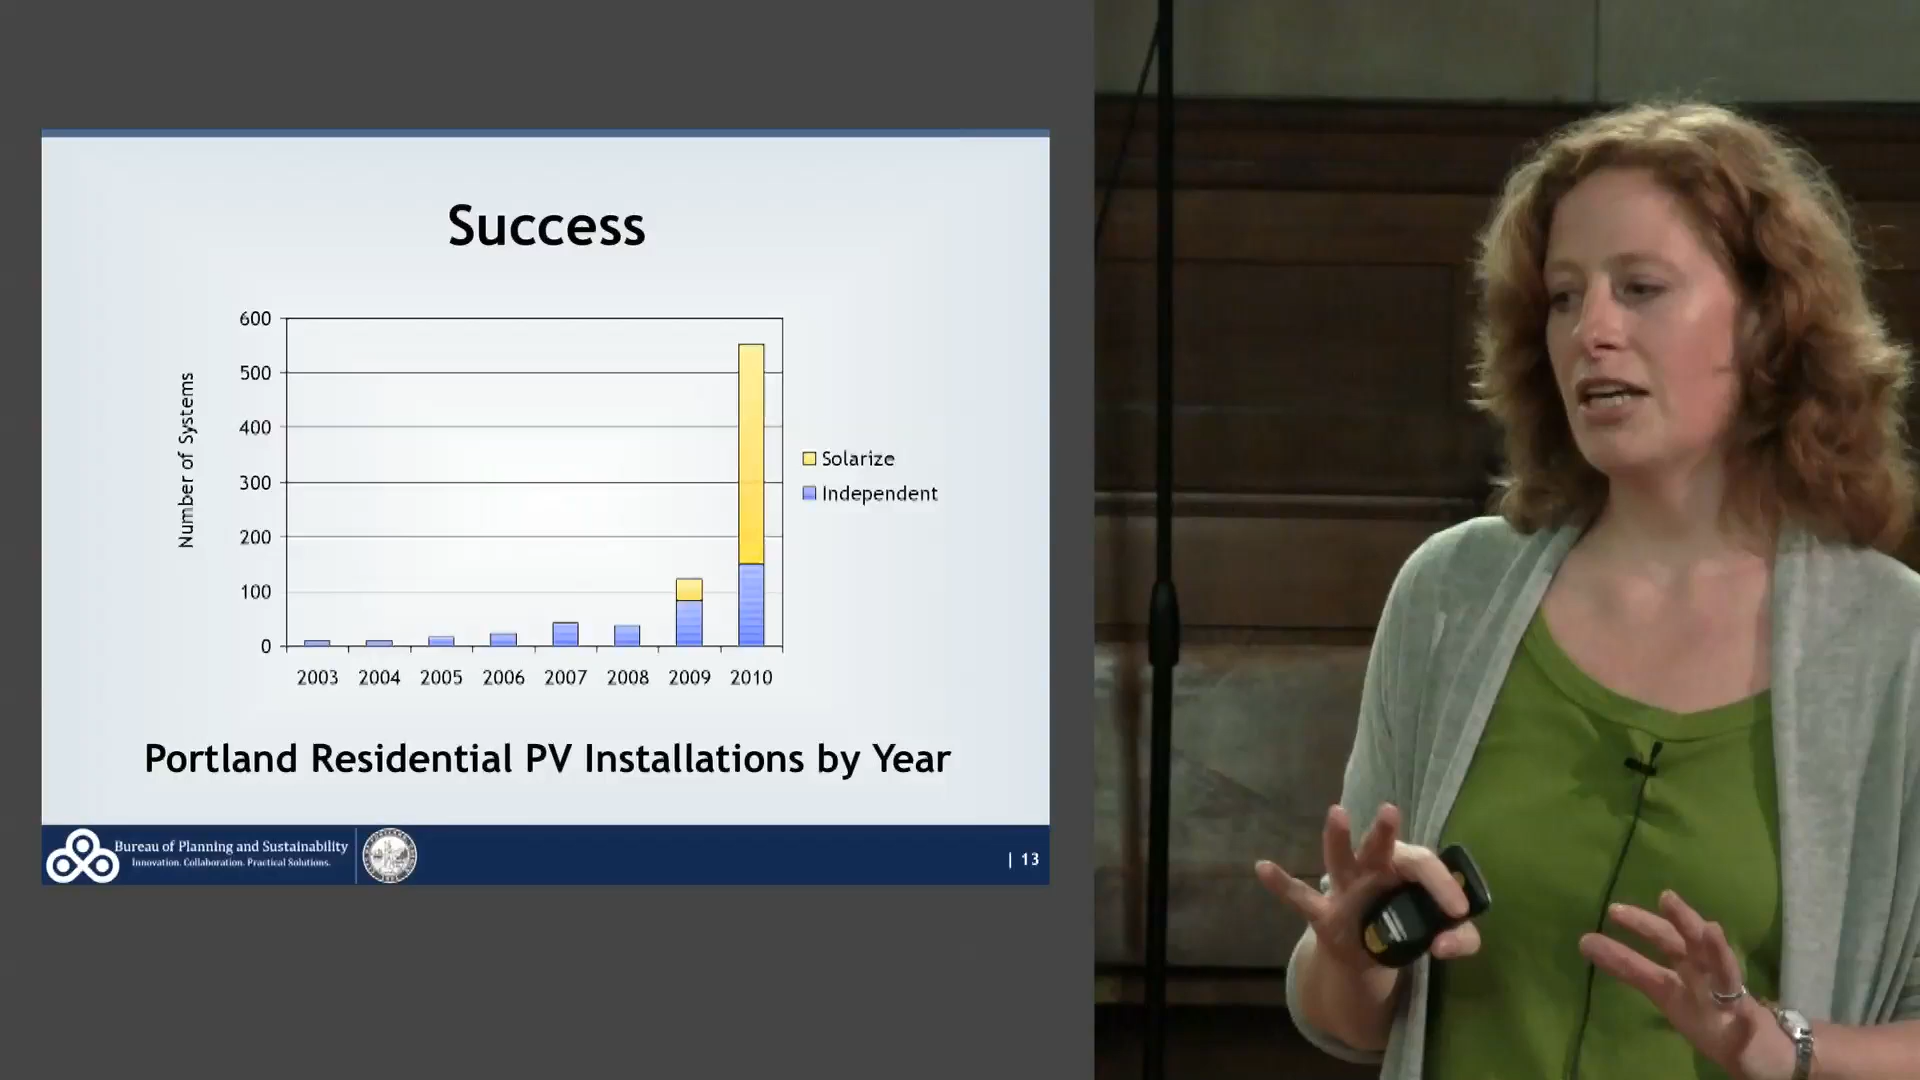 Success
600
500
400
300
200
100
0
Number of Systems
2003 2004 2005 2006 2007 2008 2009 2010
Solarize
Independent
Portland Residential PV Installations by Year
Bureau of Planning and Sustainability
Innovation. Collaboration. Practical Solutions.
| 13